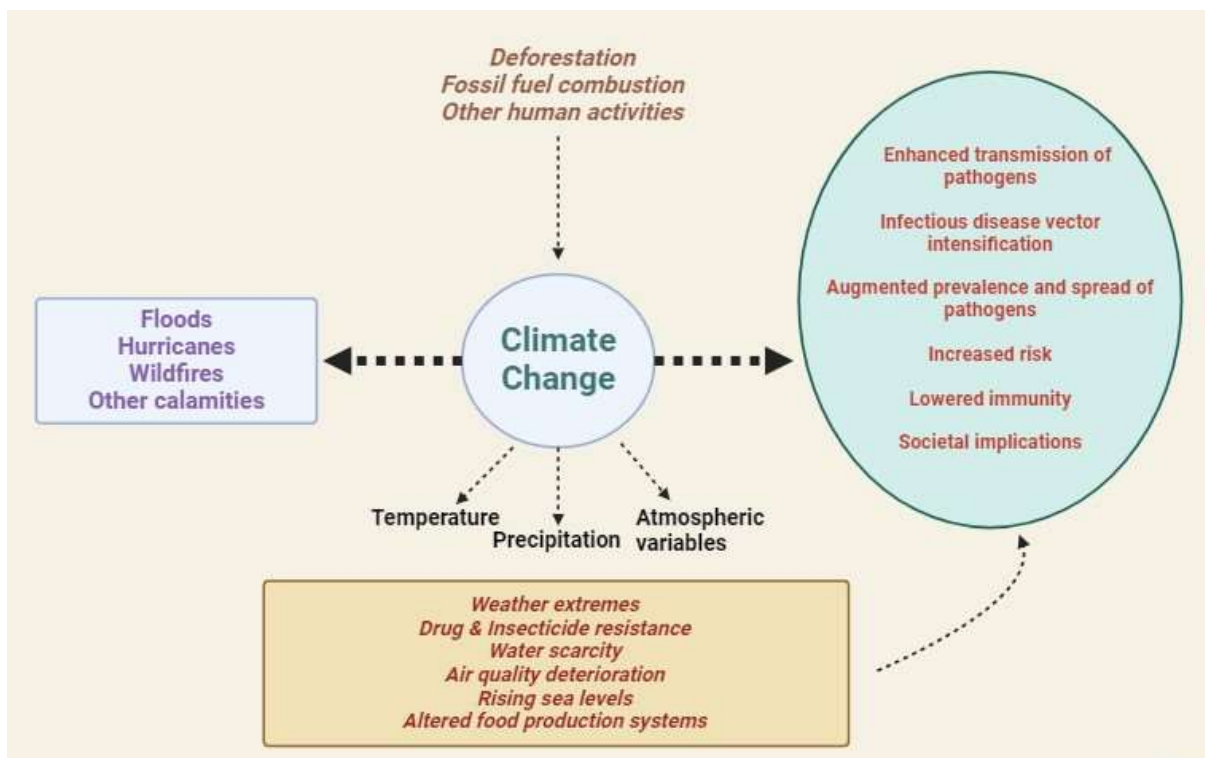 Deforestation
Fossil fuel combustion
Other human activities
Enhanced transmission of
pathogens
Infectious disease vector
intensification
Augmented prevalence and spread of
pathogens
Increased risk
Lowered immunity
Societal implications
Floods
Hurricanes
Wildfires
Other calamities
Climate
Change
Temperature
Precipitation
Atmospheric
variables
Weather extremes
Drug & Insecticide resistance
Water scarcity
Air quality deterioration
Rising sea levels
Altered food production systems